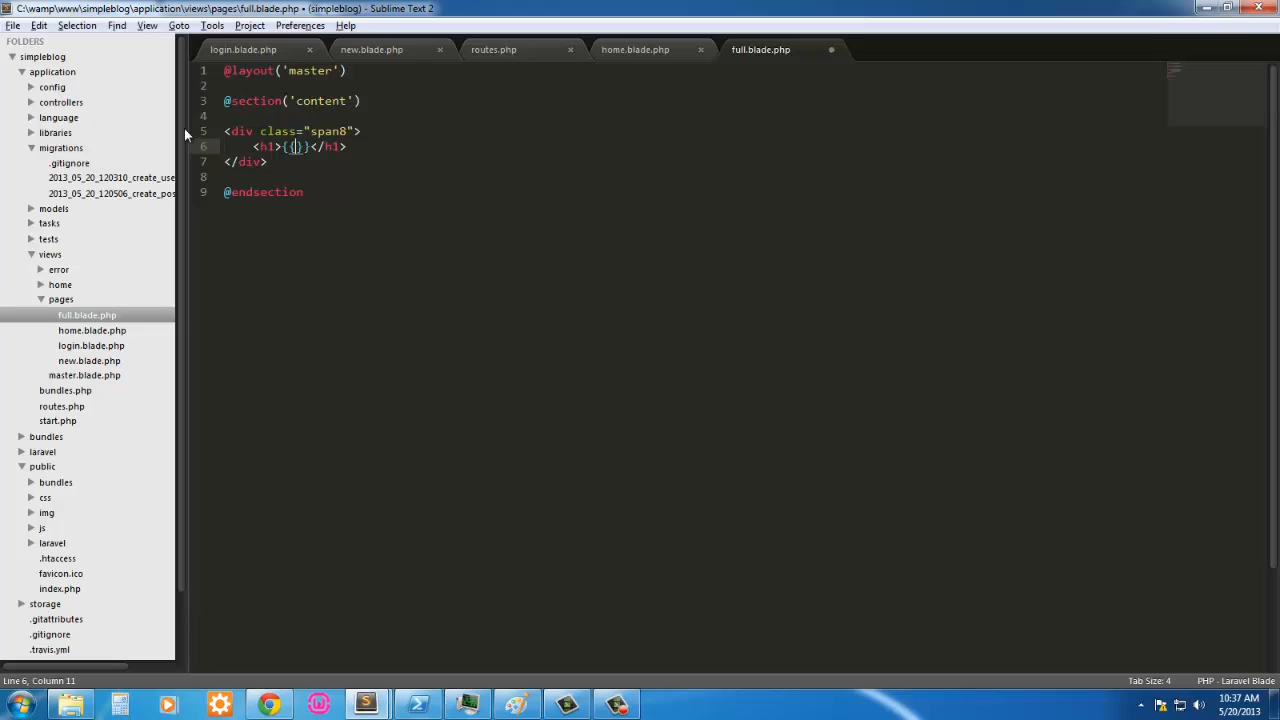 C:\wamp\www\simpleblog\application\views\pages\full.blade.php • (simpleblog) - Sublime Text 2
File Edit Selection Find View Goto Tools Project Preferences Help
FOLDERS
simpleblog
application
config
controllers
language
libraries
migrations
.gitignore
2013_05_20_120310_create_use
2013_05_20_120506_create_pos
models
tasks
tests
views
error
home
pages
full.blade.php
home.blade.php
login.blade.php
new.blade.php
master.blade.php
bundles.php
routes.php
start.php
bundles
laravel
public
bundles
css
img
js
laravel
.htaccess
favicon.ico
index.php
storage
.gitattributes
.gitignore
.travis.yml
login.blade.php × new.blade.php × routes.php × home.blade.php × full.blade.php
1 @layout('master')
2
3 @section('content')
4
5 <div class="span8">
6 <h1>{{}}</h1>
7 </div>
8
9 @endsection
Line 6, Column 11
Tab Size: 4 PHP - Laravel Blade
10:37 AM
5/20/2013